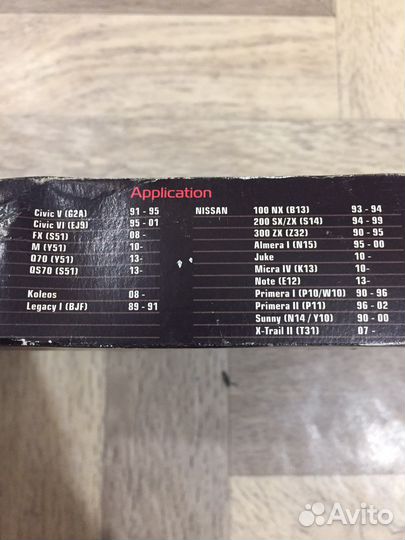 Application
Civic V (G2A) 91 - 95
Civic VI (EJ9) 95 - 01
FX (S51) 08 -
M (Y51) 10-
Q70 (Y51) 13-
QS70 (S51) 13-
Koleos 08 -
Legacy I (BJF) 89 - 91
NISSAN 100 NX (B13) 93 - 94
200 SX/ZX (S14) 94 - 99
300 ZX (Z32) 90 - 95
Almera I (N15) 95 - 00
Juke 10 -
Micra IV (K13) 10-
Note (E12) 13-
Primera I (P10/W10) 90 - 96
Primera II (P11) 96 - 02
Sunny (N14 / Y10) 90 - 00
X-Trail II (T31) 07 -
Avito